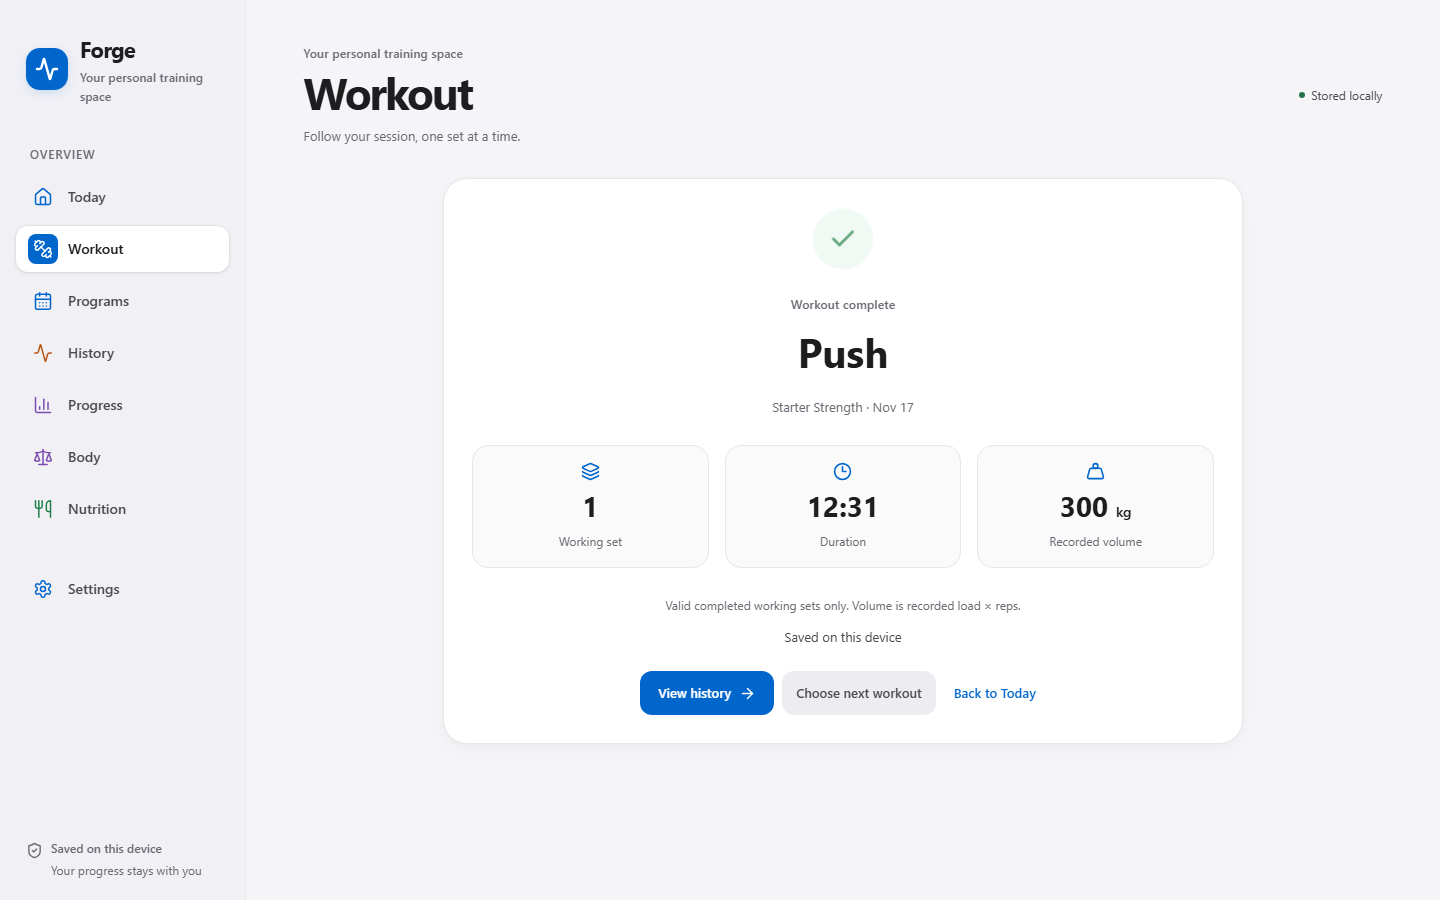 Forge
Your personal training
space
OVERVIEW
Today
Workout
Programs
History
Progress
Body
Nutrition
Settings
Saved on this device
Your progress stays with you
Your personal training space
Workout
Follow your session, one set at a time.
Stored locally
Workout complete
Push
Starter Strength · Nov 17
1
Working set
12:31
Duration
300 kg
Recorded volume
Valid completed working sets only. Volume is recorded load × reps.
Saved on this device
View history →
Choose next workout
Back to Today